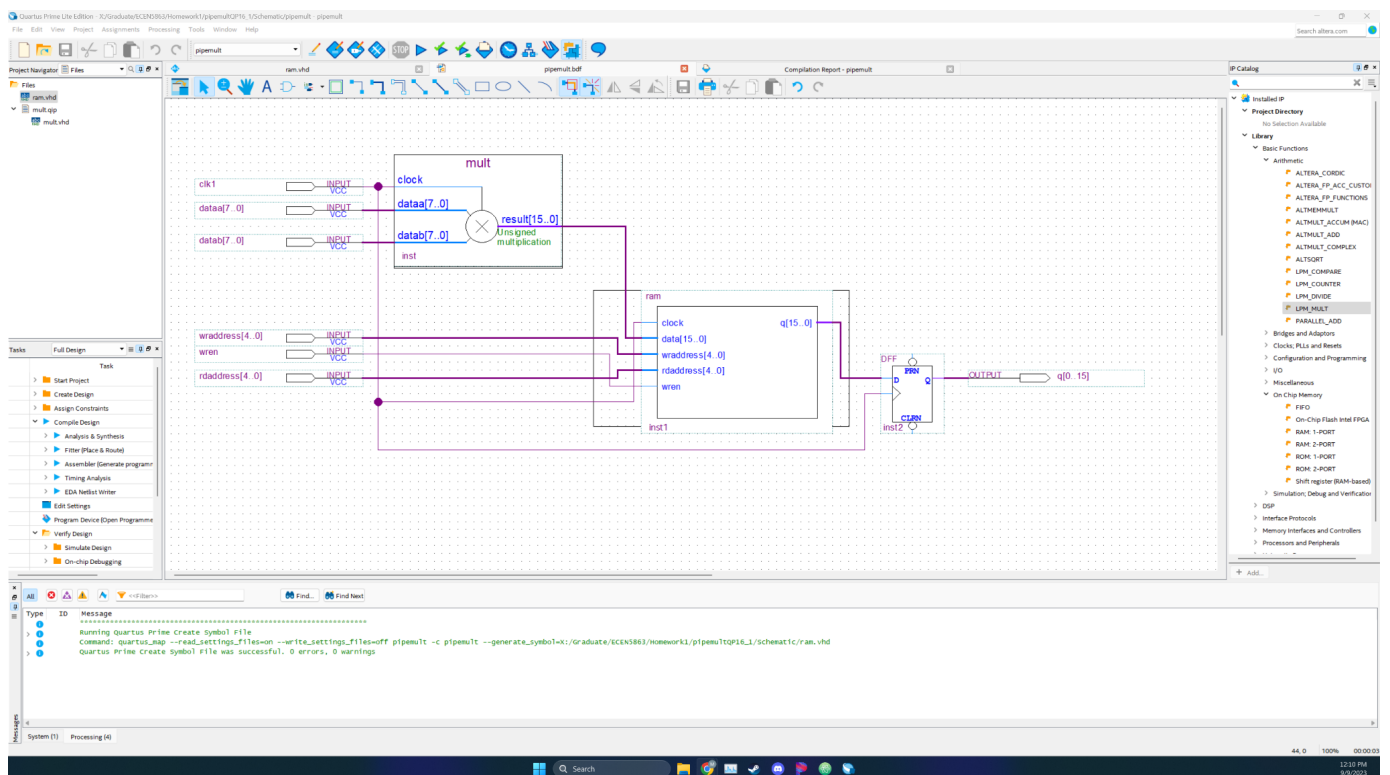 Quartus Prime Lite Edition - X:/Graduate/ECEN5863/Homework1/pipemultQP16_1/Schematic/pipemult - pipemult
File Edit View Project Assignments Processing Tools Window Help
Search altera.com
pipemult
Project Navigator Files
ram.vhd
pipemult.bdf
Compilation Report - pipemult
IP Catalog
Files
ram.vhd
mult.qip
mult.vhd
Installed IP
Project Directory
No Selection Available
Library
Basic Functions
Arithmetic
ALTERA_CORDIC
ALTERA_FP_ACC_CUSTO
ALTERA_FP_FUNCTIONS
ALTMEMMULT
ALTMULT_ACCUM (MAC)
ALTMULT_ADD
ALTMULT_COMPLEX
ALTSQRT
LPM_COMPARE
LPM_COUNTER
LPM_DIVIDE
LPM_MULT
PARALLEL_ADD
Bridges and Adaptors
Clocks; PLLs and Resets
Configuration and Programming
I/O
Miscellaneous
On Chip Memory
FIFO
On-Chip Flash Intel FPGA
RAM: 1-PORT
RAM: 2-PORT
ROM: 1-PORT
ROM: 2-PORT
Shift register (RAM-based)
Simulation; Debug and Verification
DSP
Interface Protocols
Memory Interfaces and Controllers
Processors and Peripherals
+ Add...
mult
clk1
INPUT
VCC
clock
dataa[7..0]
INPUT
VCC
dataa[7..0]
result[15..0]
Unsigned
multiplication
datab[7..0]
INPUT
VCC
datab[7..0]
inst
ram
clock
q[15..0]
data[15..0]
wraddress[4..0]
INPUT
VCC
wraddress[4..0]
wren
INPUT
VCC
rdaddress[4..0]
INPUT
VCC
rdaddress[4..0]
wren
inst1
DFF
PRN
D
Q
CLRN
inst2
OUTPUT
q[0..15]
Tasks
Full Design
Task
Start Project
Create Design
Assign Constraints
Compile Design
Analysis & Synthesis
Fitter (Place & Route)
Assembler (Generate programm
Timing Analysis
EDA Netlist Writer
Edit Settings
Program Device (Open Programme
Verify Design
Simulate Design
On-chip Debugging
All
<<Filter>>
Find...
Find Next
Type ID Message
Running Quartus Prime Create Symbol File
Command: quartus_map --read_settings_files=on --write_settings_files=off pipemult -c pipemult --generate_symbol=X:/Graduate/ECEN5863/Homework1/pipemultQP16_1/Schematic/ram.vhd
Quartus Prime Create Symbol File was successful. 0 errors, 0 warnings
Messages
System (1) Processing (4)
44, 0 100% 00:00:03
Search
12:10 PM
9/9/2023